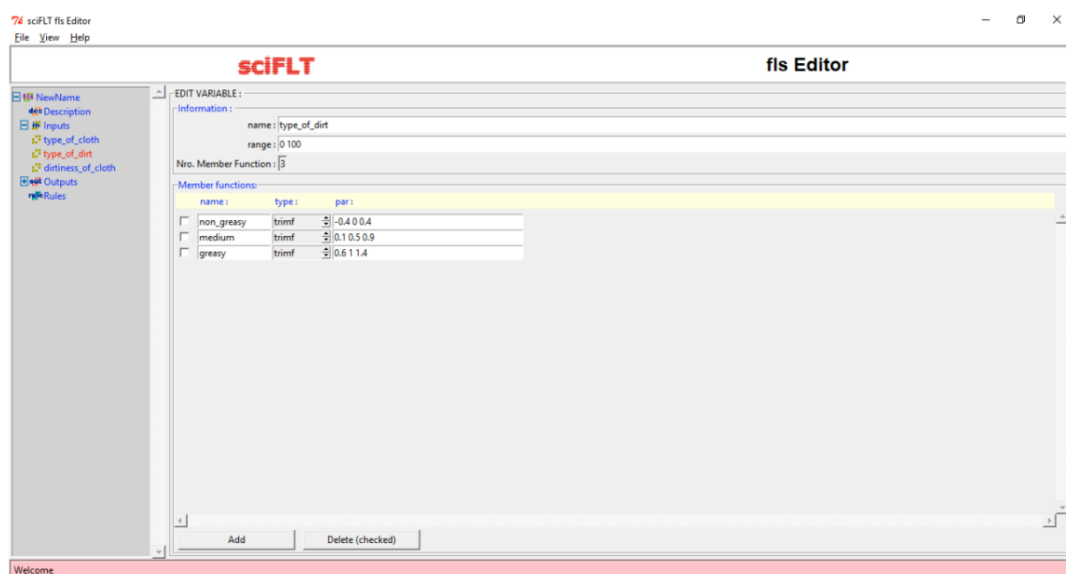 sciFLT fls Editor
File View Help
sciFLT
fls Editor
NewName
Description
Inputs
type_of_cloth
type_of_dirt
dirtiness_of_cloth
Outputs
Rules
EDIT VARIABLE :
Information :
name : type_of_dirt
range : 0 100
Nro. Member Function : 3
Member functions:
name : type : par :
non_greasy trimf -0.4 0 0.4
medium trimf 0.1 0.5 0.9
greasy trimf 0.6 1 1.4
Add Delete (checked)
Welcome